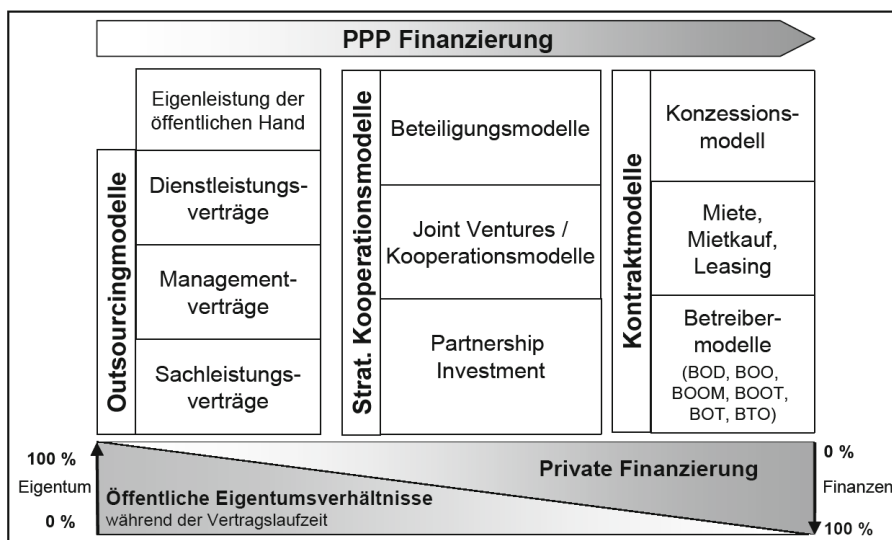 PPP Finanzierung
Outsourcingmodelle
Eigenleistung der
öffentlichen Hand
Dienstleistungs-
verträge
Management-
verträge
Sachleistungs-
verträge
Strat. Kooperationsmodelle
Beteiligungsmodelle
Joint Ventures /
Kooperationsmodelle
Partnership
Investment
Kontraktmodelle
Konzessions-
modell
Miete,
Mietkauf,
Leasing
Betreiber-
modelle
(BOD, BOO,
BOOM, BOOT,
BOT, BTO)
100 %
Eigentum
0 %
Öffentliche Eigentumsverhältnisse
während der Vertragslaufzeit
Private Finanzierung
0 %
Finanzen
100 %